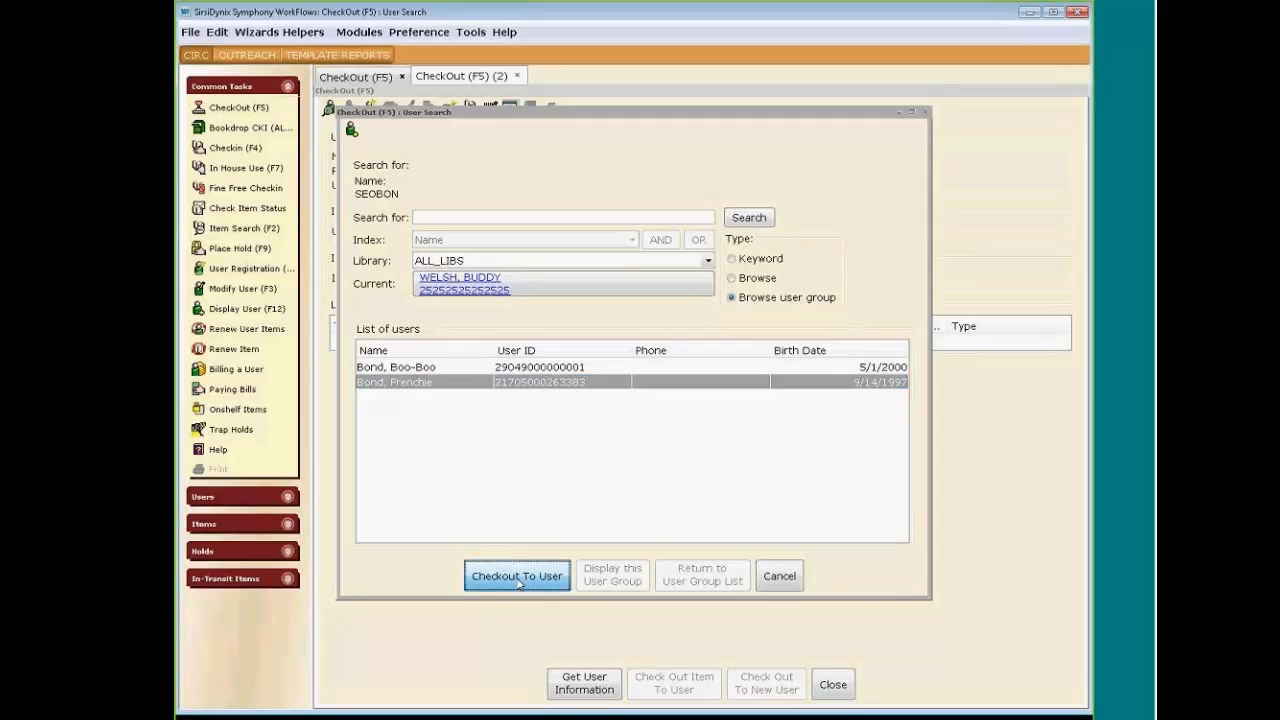 SirsiDynix Symphony WorkFlows: CheckOut (F5) : User Search
File Edit Wizards Helpers Modules Preference Tools Help
CIRC OUTREACH TEMPLATE REPORTS
Common Tasks
CheckOut (F5)
Bookdrop CKI (AL...
Checkin (F4)
In House Use (F7)
Fine Free Checkin
Check Item Status
Item Search (F2)
Place Hold (F9)
User Registration (...
Modify User (F3)
Display User (F12)
Renew User Items
Renew Item
Billing a User
Paying Bills
Onshelf Items
Trap Holds
Help
Print
Users
Items
Holds
In-Transit Items
CheckOut (F5) × CheckOut (F5) (2) ×
CheckOut (F5)
CheckOut (F5) : User Search
Search for:
Name:
SEOBON
Search for: Search
Index: Name AND OR
Library: ALL_LIBS
Current: WELSH, BUDDY
25252525252525
Type:
Keyword
Browse
Browse user group
List of users
Name User ID Phone Birth Date
Bond, Boo-Boo 29049000000001 5/1/2000
Bond, Frenchie 21705000263383 9/14/1997
Checkout To User
Display this
User Group
Return to
User Group List
Cancel
.. Type
Get User
Information
Check Out Item
To User
Check Out
To New User
Close